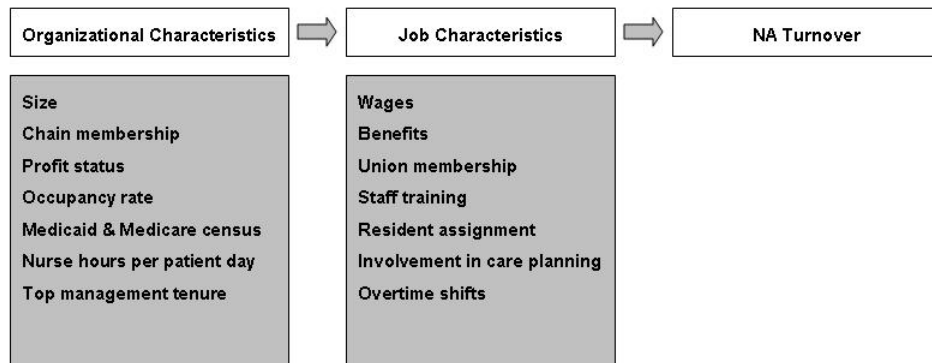 Organizational Characteristics
Job Characteristics
NA Turnover
Size
Chain membership
Profit status
Occupancy rate
Medicaid & Medicare census
Nurse hours per patient day
Top management tenure
Wages
Benefits
Union membership
Staff training
Resident assignment
Involvement in care planning
Overtime shifts